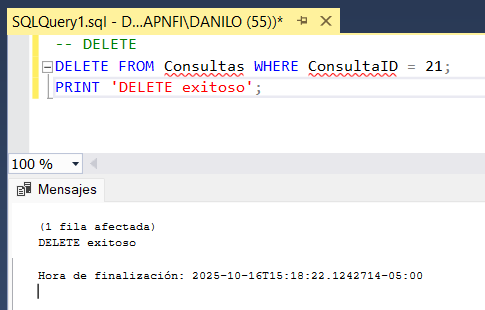 SQLQuery1.sql - D...APNFI\DANILO (55))*
-- DELETE
DELETE FROM Consultas WHERE ConsultaID = 21;
PRINT 'DELETE exitoso';
100 %
Mensajes
(1 fila afectada)
DELETE exitoso
Hora de finalización: 2025-10-16T15:18:22.1242714-05:00